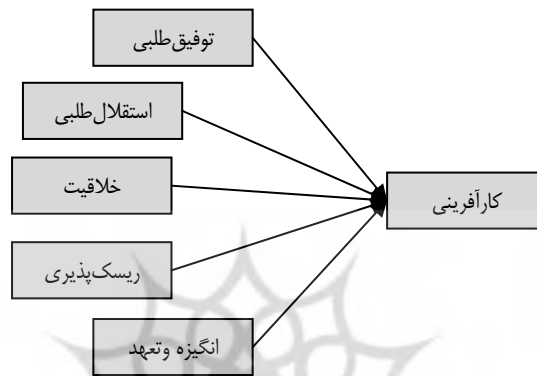 توفیق‌طلبی
استقلال‌طلبی
خلاقیت
کارآفرینی
ریسک‌پذیری
انگیزه وتعهد